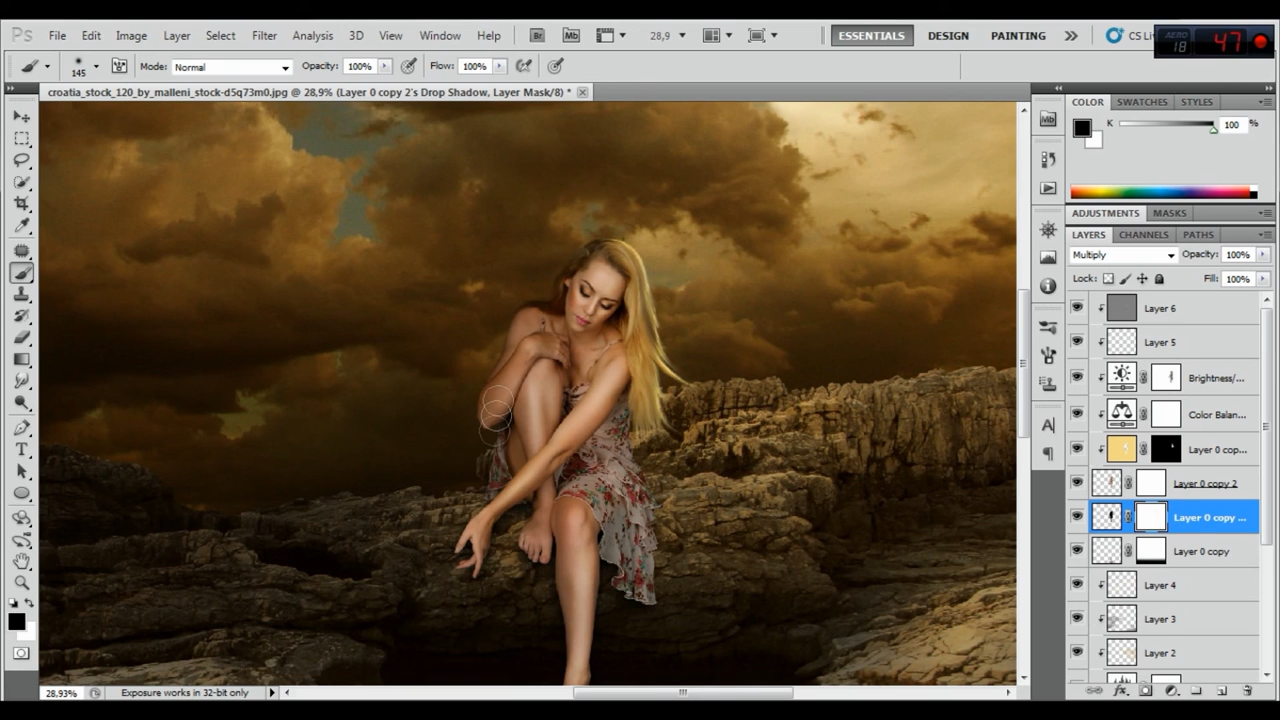 Ps File Edit Image Layer Select Filter Analysis 3D View Window Help Br Mb 28,9 ESSENTIALS DESIGN PAINTING CS Li
AERO 18 47
145 Mode: Normal Opacity: 100% Flow: 100%
croatia_stock_120_by_malleni_stock-d5q73m0.jpg @ 28,9% (Layer 0 copy 2's Drop Shadow, Layer Mask/8) *
Mb
COLOR SWATCHES STYLES
K 100 %
ADJUSTMENTS MASKS
LAYERS CHANNELS PATHS
Multiply Opacity: 100%
Lock: Fill: 100%
Layer 6
Layer 5
Brightness/...
Color Balan...
Layer 0 cop...
Layer 0 copy 2
Layer 0 copy ...
Layer 0 copy
Layer 4
Layer 3
Layer 2
A
T
28,93% Exposure works in 32-bit only